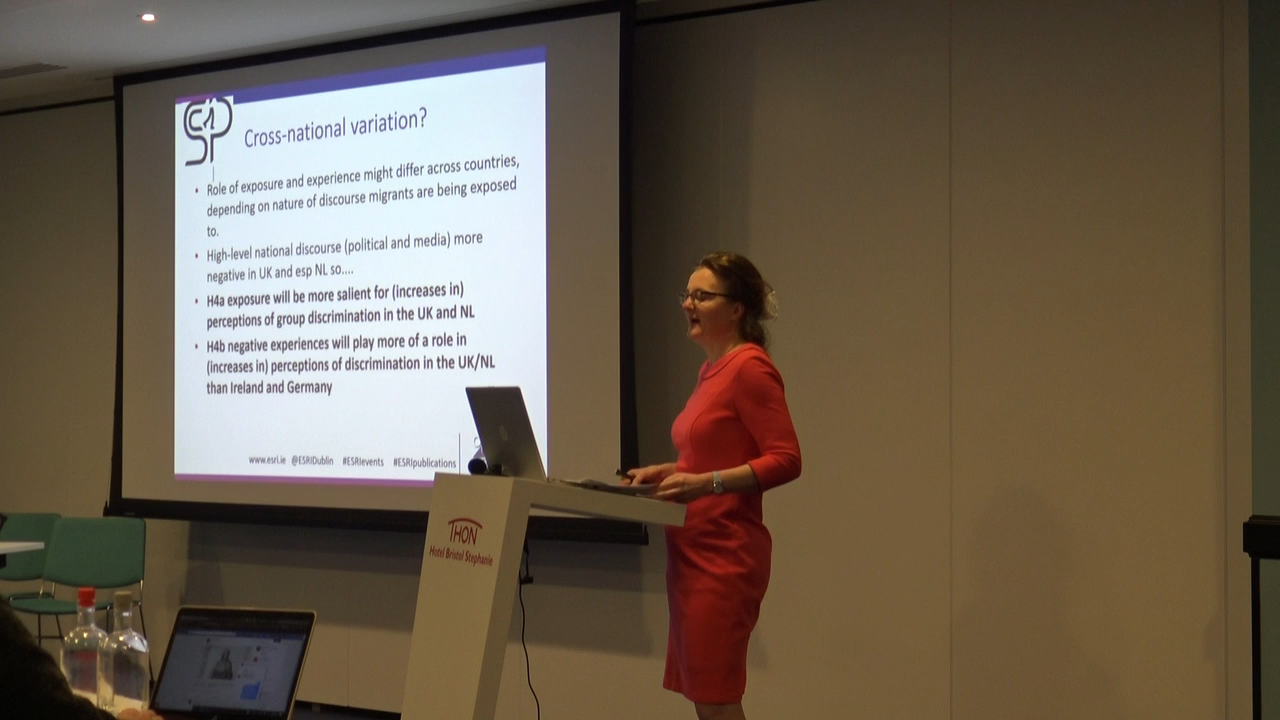 Cross-national variation?
• Role of exposure and experience might differ across countries,
depending on nature of discourse migrants are being exposed
to.
• High-level national discourse (political and media) more
negative in UK and esp NL so....
• H4a exposure will be more salient for (increases in)
perceptions of group discrimination in the UK and NL
• H4b negative experiences will play more of a role in
(increases in) perceptions of discrimination in the UK/NL
than Ireland and Germany
www.esri.ie @ESRIDublin #ESRIevents #ESRIpublications
THON
Hotel Bristol Stephanie